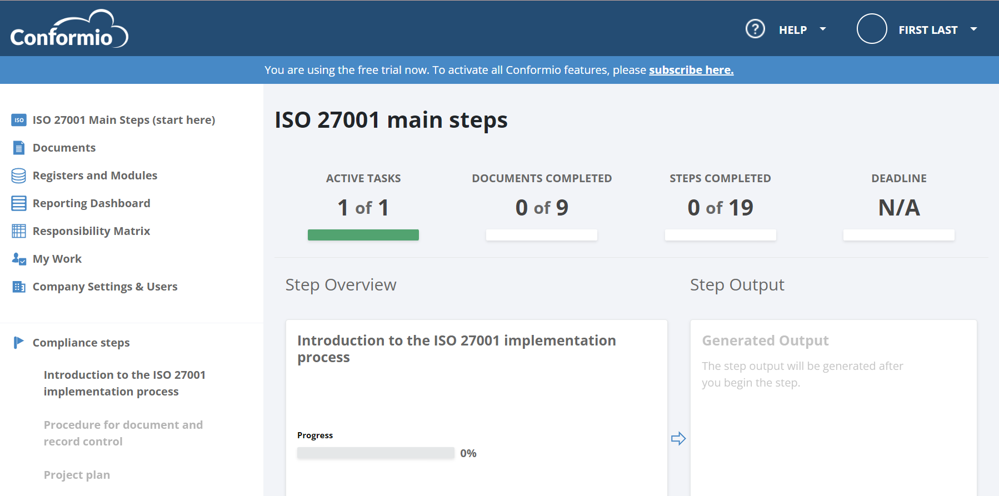 Conformio
?
HELP
FIRST LAST
You are using the free trial now. To activate all Conformio features, please subscribe here.
ISO
ISO 27001 Main Steps (start here)
Documents
Registers and Modules
Reporting Dashboard
Responsibility Matrix
My Work
Company Settings & Users
Compliance steps
Introduction to the ISO 27001
implementation process
Procedure for document and
record control
Project plan
ISO 27001 main steps
ACTIVE TASKS
1 of 1
DOCUMENTS COMPLETED
0 of 9
STEPS COMPLETED
0 of 19
DEADLINE
N/A
Step Overview
Introduction to the ISO 27001 implementation
process
Progress
0%
Step Output
Generated Output
The step output will be generated after
you begin the step.